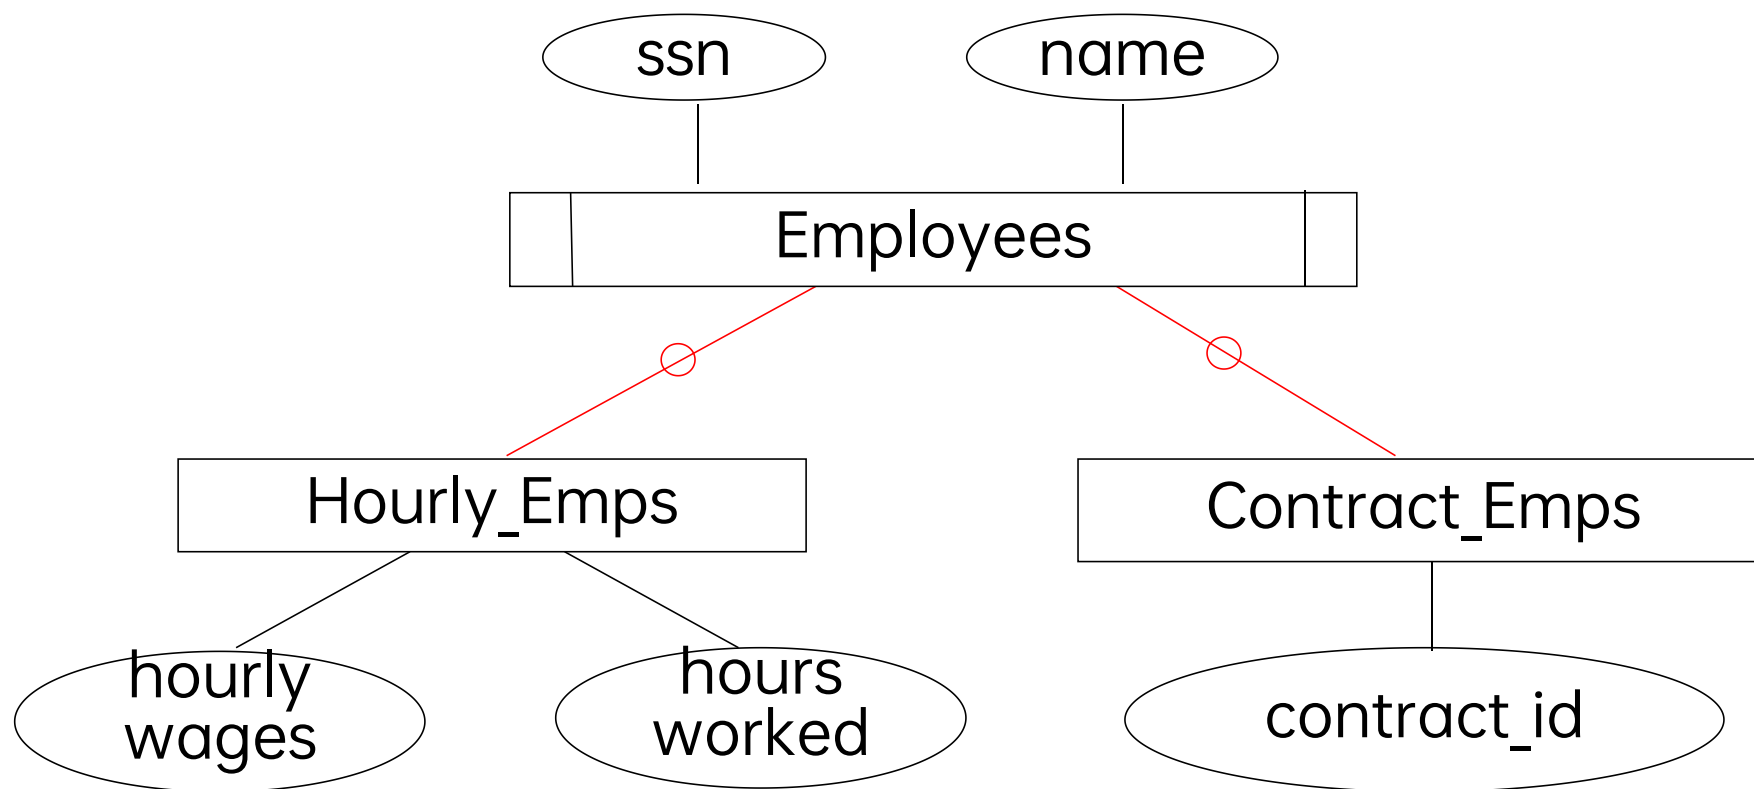 ssn
name
Employees
Hourly_Emps
Contract_Emps
hourly
wages
hours
worked
contract_id